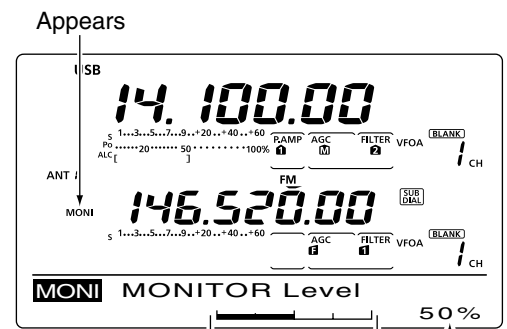 Appears
USB
14.100.00
S 1•••3•••5•••7•••9••+20••+40••+60
Po ••••••20•••••• 50••••••••••100%
ALC[ ]
P.AMP 1
AGC M
FILTER 2
VFOA
BLANK
1 CH
ANT 1
MONI
FM
146.520.00
SUB DIAL
S 1•••3•••5•••7•••9••+20••+40••+60
AGC F
FILTER 1
VFOA
BLANK
1 CH
MONI MONITOR Level
50%